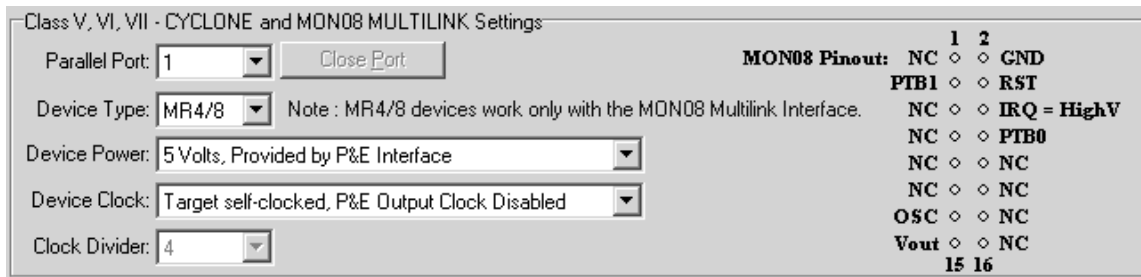 Class V, VI, VII - CYCLONE and MON08 MULTILINK Settings
Parallel Port: 1 Close Port
Device Type: MR4/8 Note : MR4/8 devices work only with the MON08 Multilink Interface.
Device Power: 5 Volts, Provided by P&E Interface
Device Clock: Target self-clocked, P&E Output Clock Disabled
Clock Divider: 4
1 2
MON08 Pinout: NC GND
PTB1 RST
NC IRQ = HighV
NC PTB0
NC NC
NC NC
OSC NC
Vout NC
15 16